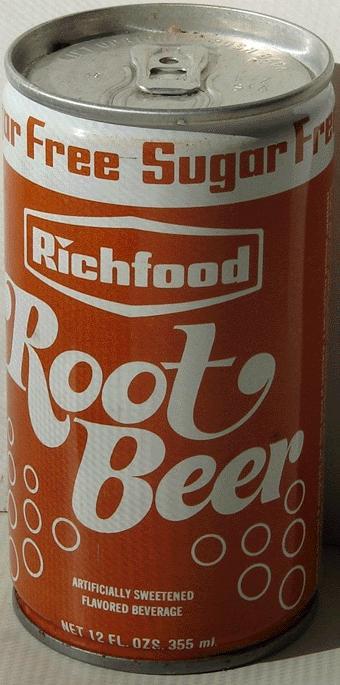 ar Free Sugar Fre
Richfood
Root
Beer
ARTIFICIALLY SWEETENED
FLAVORED BEVERAGE
NET 12 FL. OZS. 355 ml.